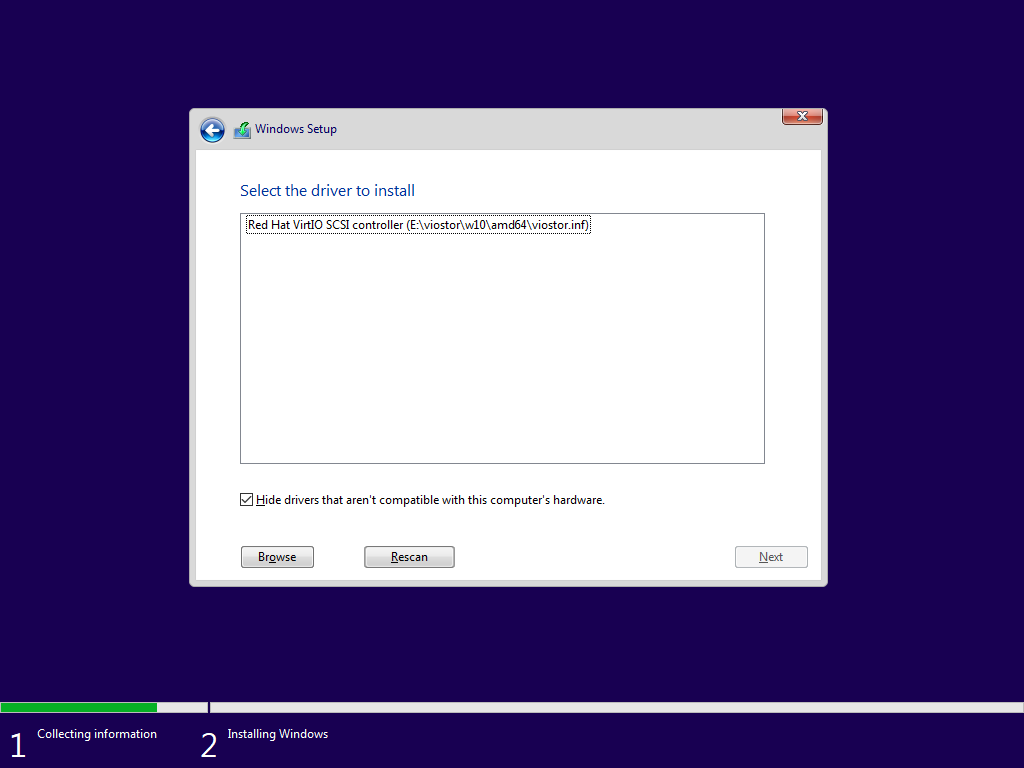 Windows Setup
Select the driver to install
Red Hat VirtIO SCSI controller (E:\viostor\w10\amd64\viostor.inf)
Hide drivers that aren't compatible with this computer's hardware.
Browse
Rescan
Next
1 Collecting information
2 Installing Windows